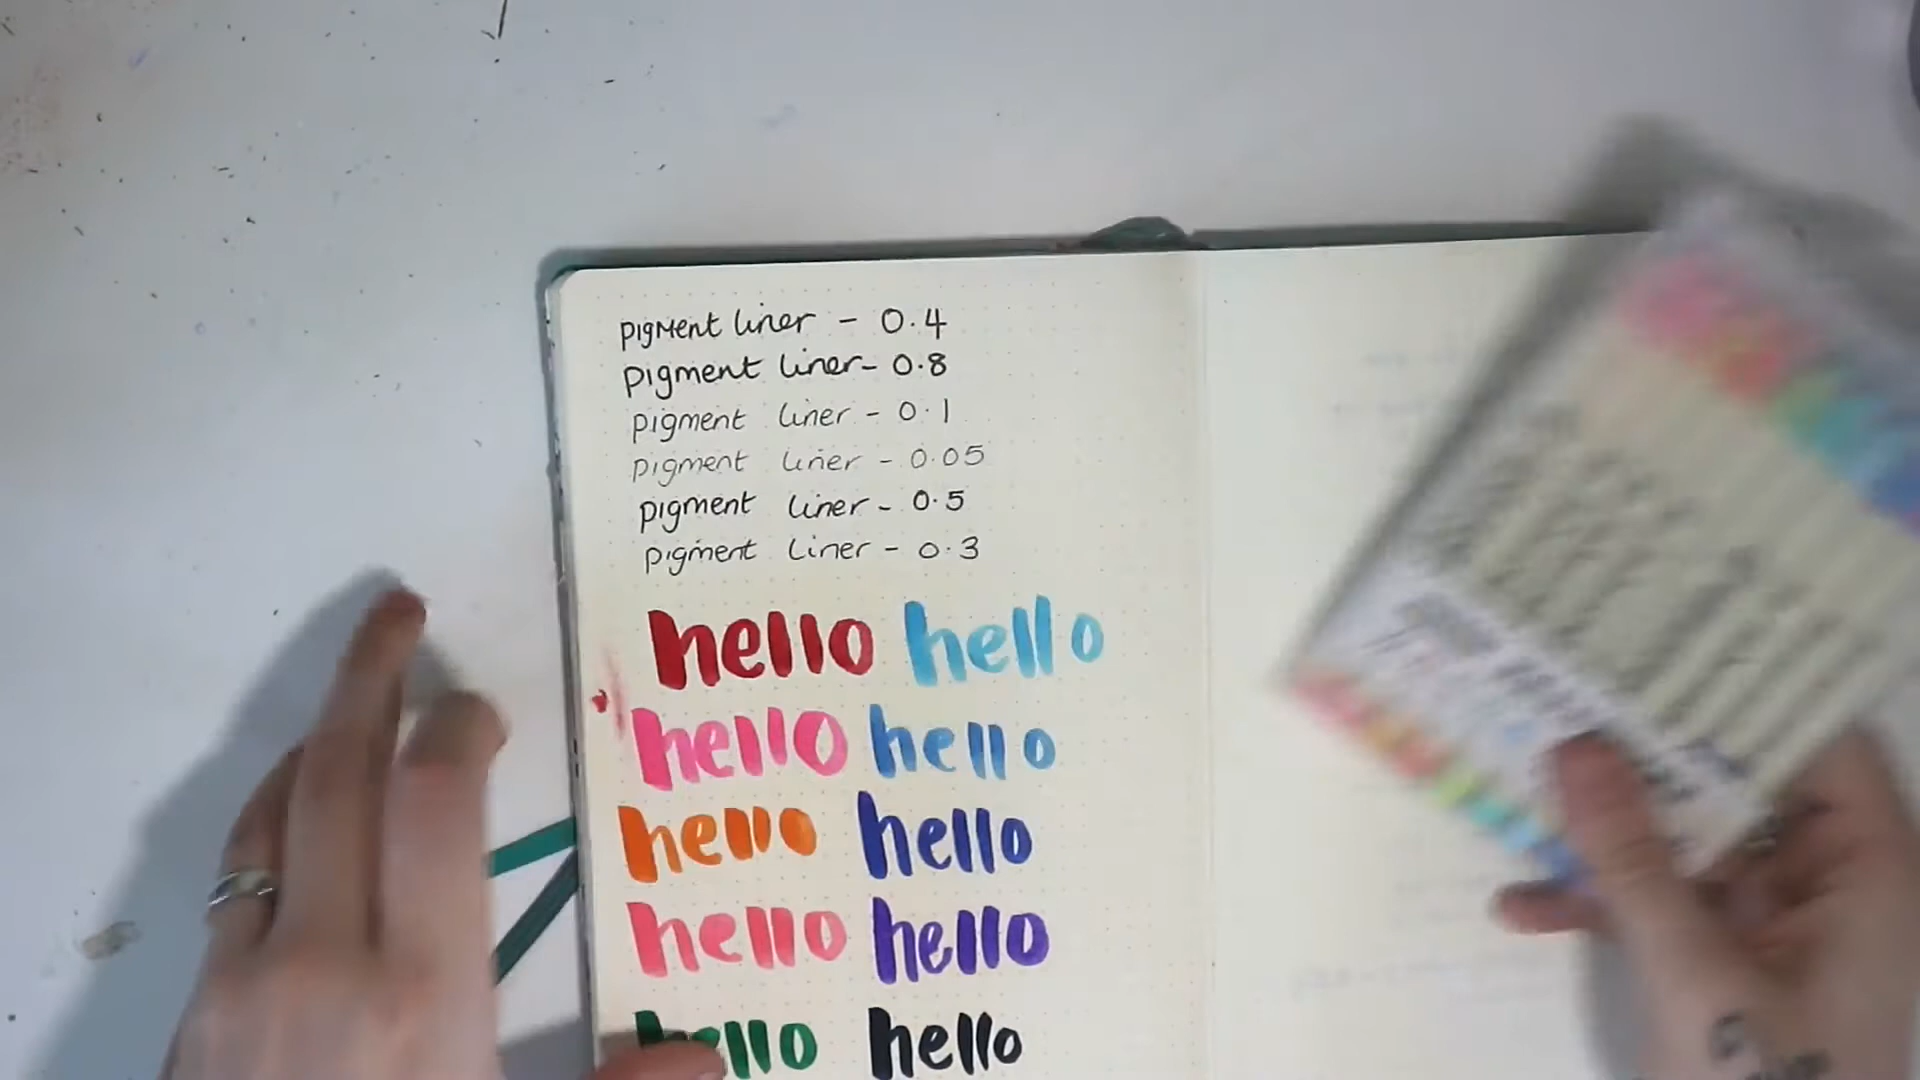 pigment liner - 0.4
pigment liner - 0.8
pigment liner - 0.1
pigment liner - 0.05
pigment liner - 0.5
pigment liner - 0.3
hello hello
hello hello
hello hello
hello hello
hello hello